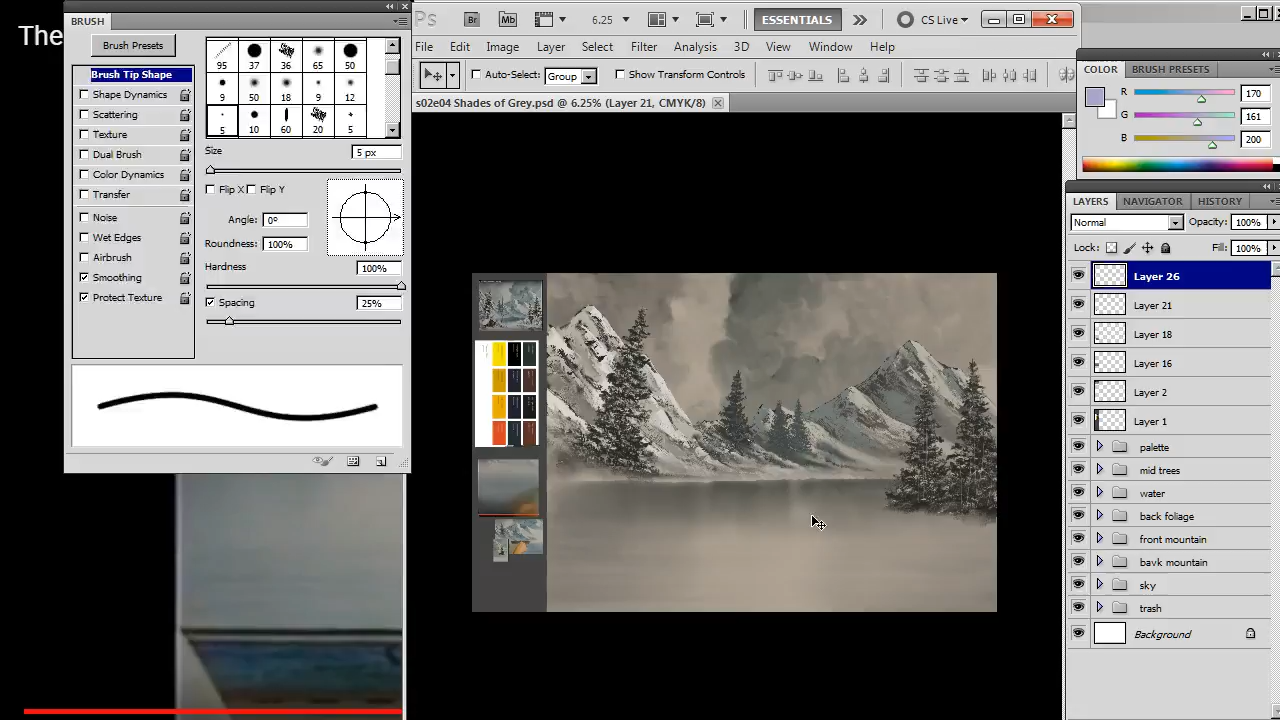 The
BRUSH
Brush Presets
Brush Tip Shape
Shape Dynamics
Scattering
Texture
Dual Brush
Color Dynamics
Transfer
Noise
Wet Edges
Airbrush
Smoothing
Protect Texture
95 37 36 65 50
9 50 18 9 12
5 10 60 20 5
Size 5 px
Flip X Flip Y
Angle: 0º
Roundness: 100%
Hardness 100%
Spacing 25%
Ps Br Mb 6.25 ESSENTIALS CS Live
File Edit Image Layer Select Filter Analysis 3D View Window Help
Auto-Select: Group Show Transform Controls
s02e04 Shades of Grey.psd @ 6.25% (Layer 21, CMYK/8)
COLOR BRUSH PRESETS
R 170
G 161
B 200
LAYERS NAVIGATOR HISTORY
Normal Opacity: 100%
Lock: Fill: 100%
Layer 26
Layer 21
Layer 18
Layer 16
Layer 2
Layer 1
palette
mid trees
water
back foliage
front mountain
bavk mountain
sky
trash
Background